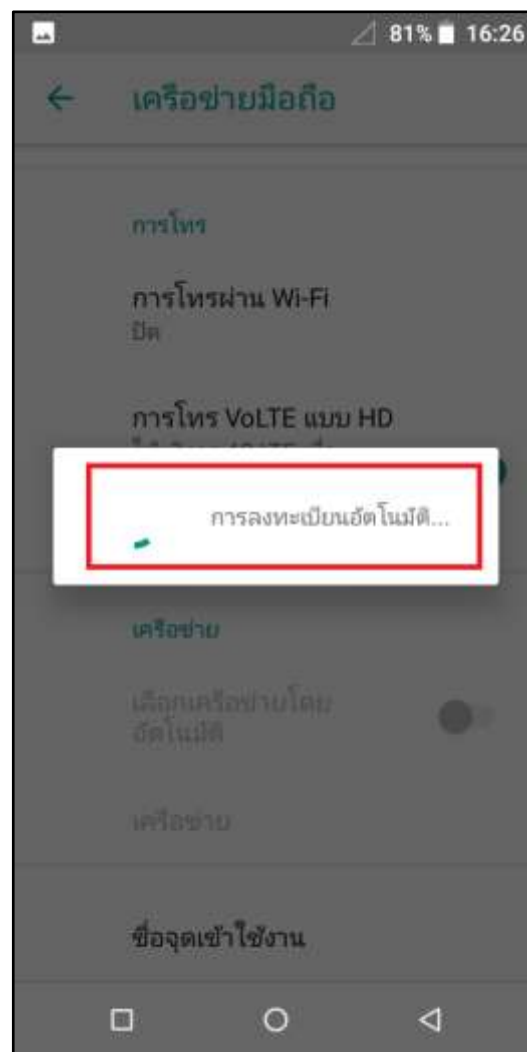 81% 16:26
เครือข่ายมือถือ
การโทร
การโทรผ่าน Wi-Fi
ปิด
การโทร VoLTE แบบ HD
การลงทะเบียนอัตโนมัติ...
เครือข่าย
เลือกเครือข่ายโดย
อัตโนมัติ
เครือข่าย
ชื่อจุดเข้าใช้งาน